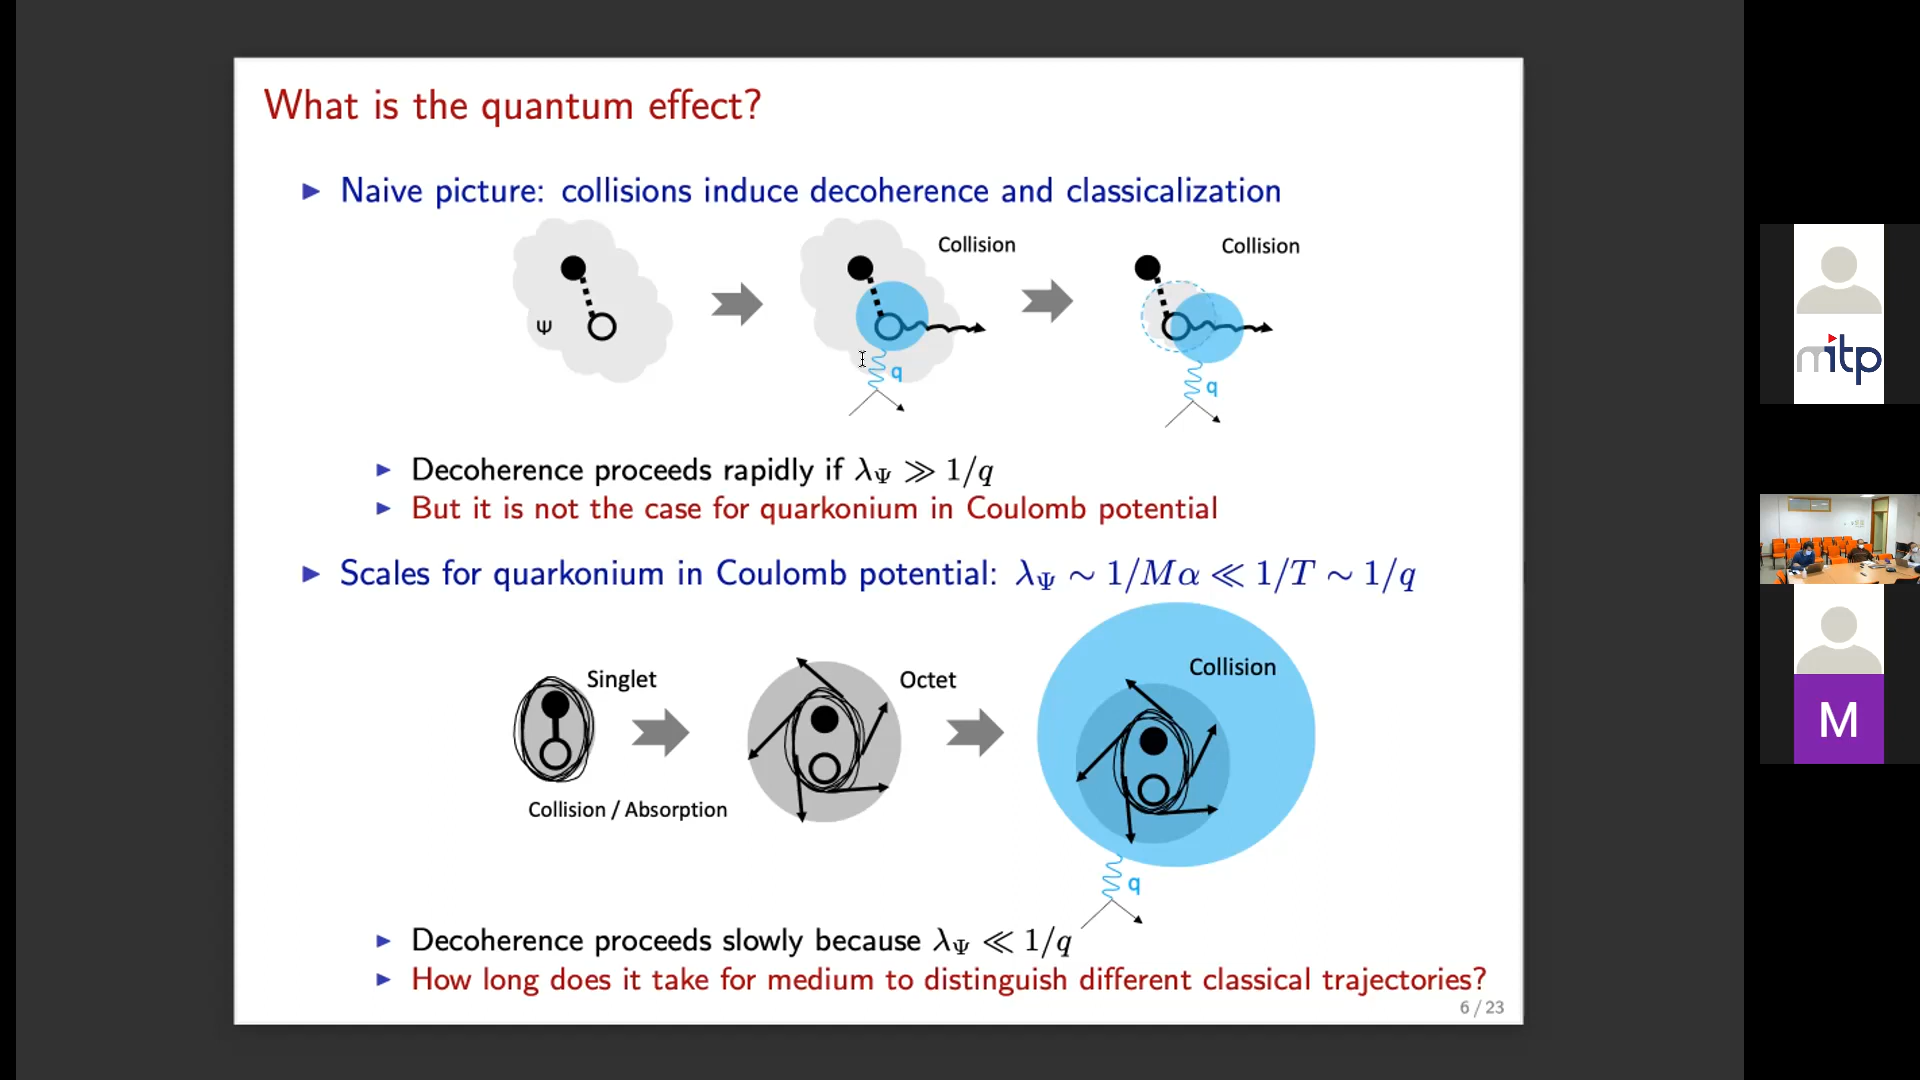 What is the quantum effect?
▶ Naive picture: collisions induce decoherence and classicalization
Collision
Collision
Ψ
q
q
▶ Decoherence proceeds rapidly if λ_Ψ ≫ 1/q
▶ But it is not the case for quarkonium in Coulomb potential
▶ Scales for quarkonium in Coulomb potential: λ_Ψ ∼ 1/Mα ≪ 1/T ∼ 1/q
Singlet
Octet
Collision
Collision / Absorption
q
▶ Decoherence proceeds slowly because λ_Ψ ≪ 1/q
▶ How long does it take for medium to distinguish different classical trajectories?
6 / 23
mitp
M